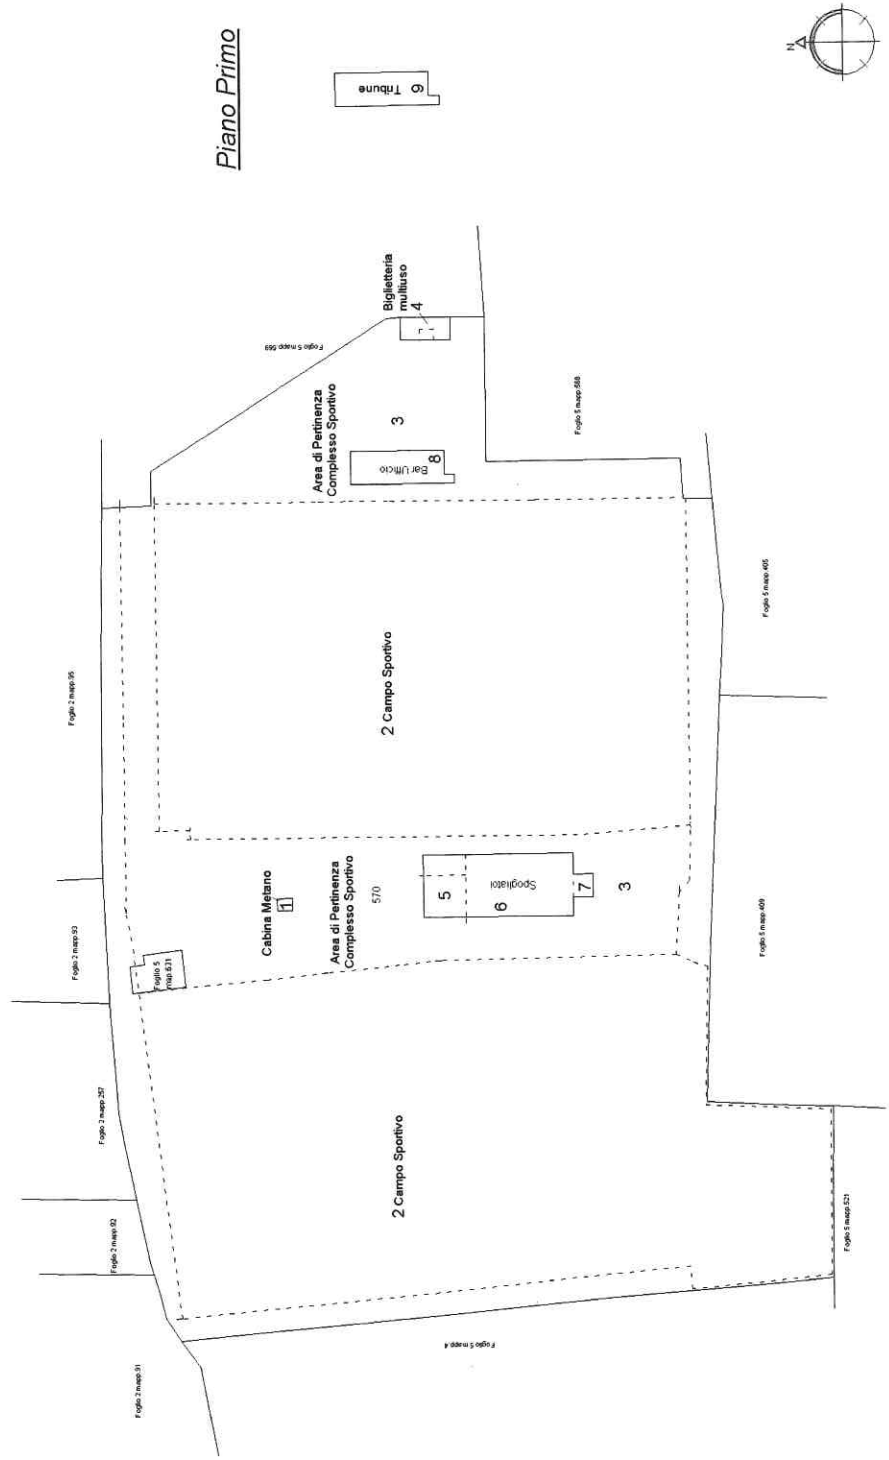 Piano Primo
Tribune
9
N
Biglietteria
multiuso
4
Foglio 5 mapp.569
Area di Pertinenza
Complesso Sportivo
3
Bar Ufficio
8
Foglio 5 mapp.568
Foglio 2 mapp.95
2 Campo Sportivo
Foglio 5 mapp.405
Foglio 2 mapp.93
Cabina Metano
1
Area di Pertinenza
Complesso Sportivo
570
5
6
Spogliatoi
7
3
Foglio 5
map.621
Foglio 5 mapp.409
Foglio 2 mapp.257
2 Campo Sportivo
Foglio 2 mapp.92
Foglio 5 mapp.521
Foglio 2 mapp.91
Foglio 5 mapp.4